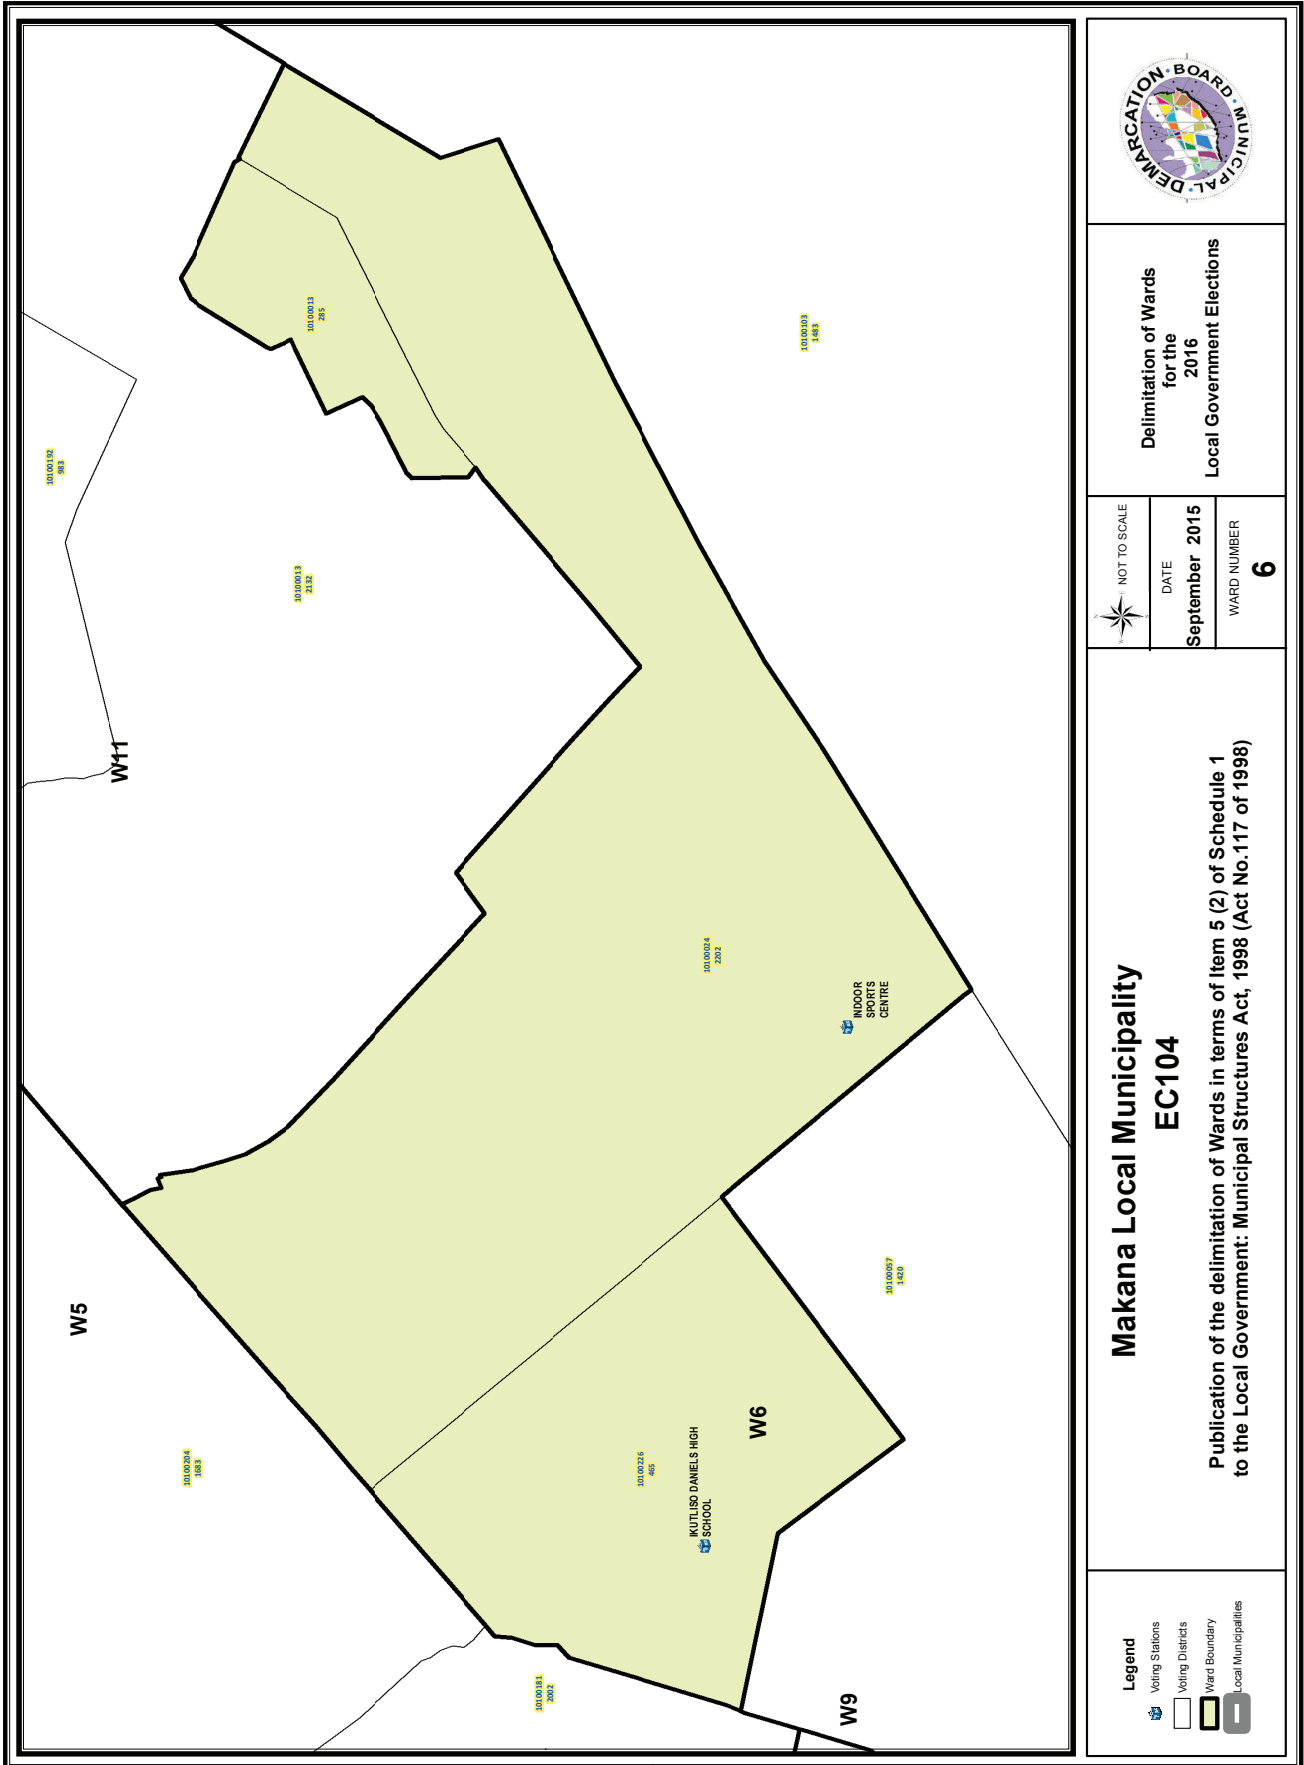 W5
W11
W6
W9
10100192
983
10100013
285
10100013
2132
10100103
1483
10100204
1683
10100024
2202
INDOOR
SPORTS
CENTRE
10100057
1420
10100226
465
IKUTLISO DANIELS HIGH
SCHOOL
10100181
2002
Legend
Voting Stations
Voting Districts
Ward Boundary
Local Municipalities
Makana Local Municipality
EC104
Publication of the delimitation of Wards in terms of Item 5 (2) of Schedule 1
to the Local Government: Municipal Structures Act, 1998 (Act No.117 of 1998)
N
W
E
S
NOT TO SCALE
DATE
September 2015
WARD NUMBER
6
Delimitation of Wards
for the
2016
Local Government Elections
MUNICIPAL • DEMARCATION • BOARD •